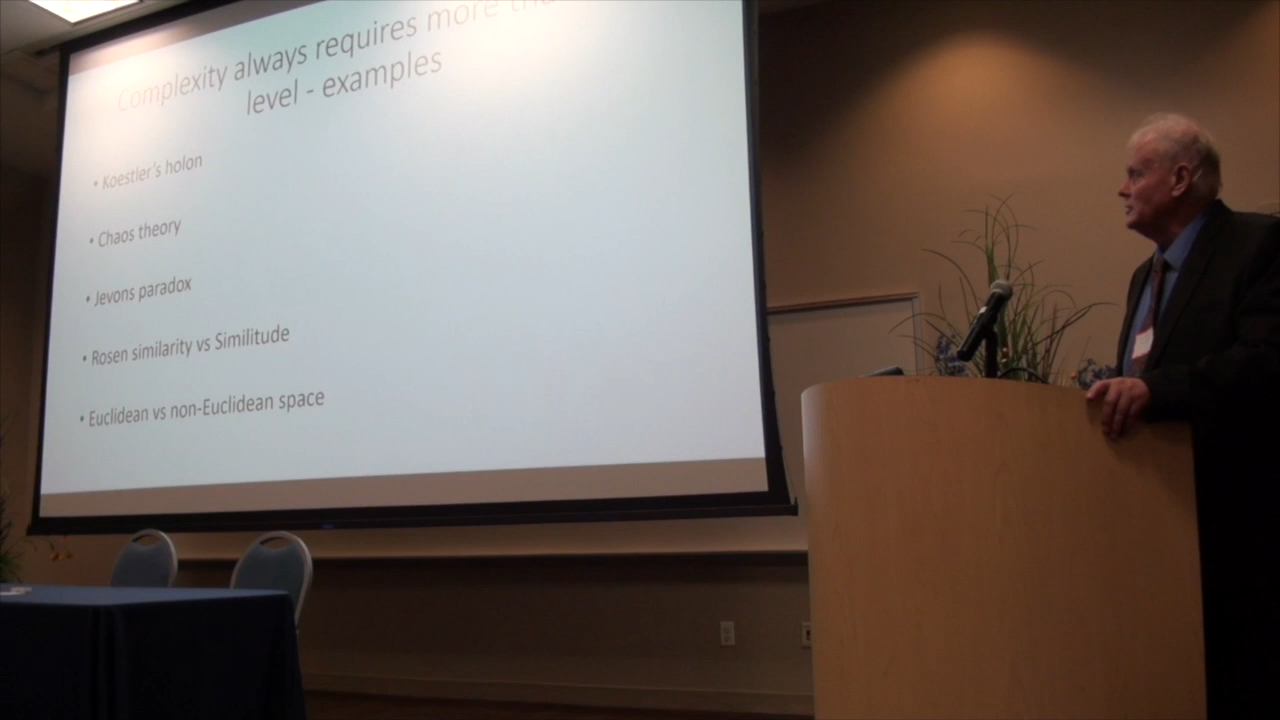 Complexity always requires more
level - examples
• Koestler's holon
• Chaos theory
• Jevons paradox
• Rosen similarity vs Similitude
• Euclidean vs non-Euclidean space